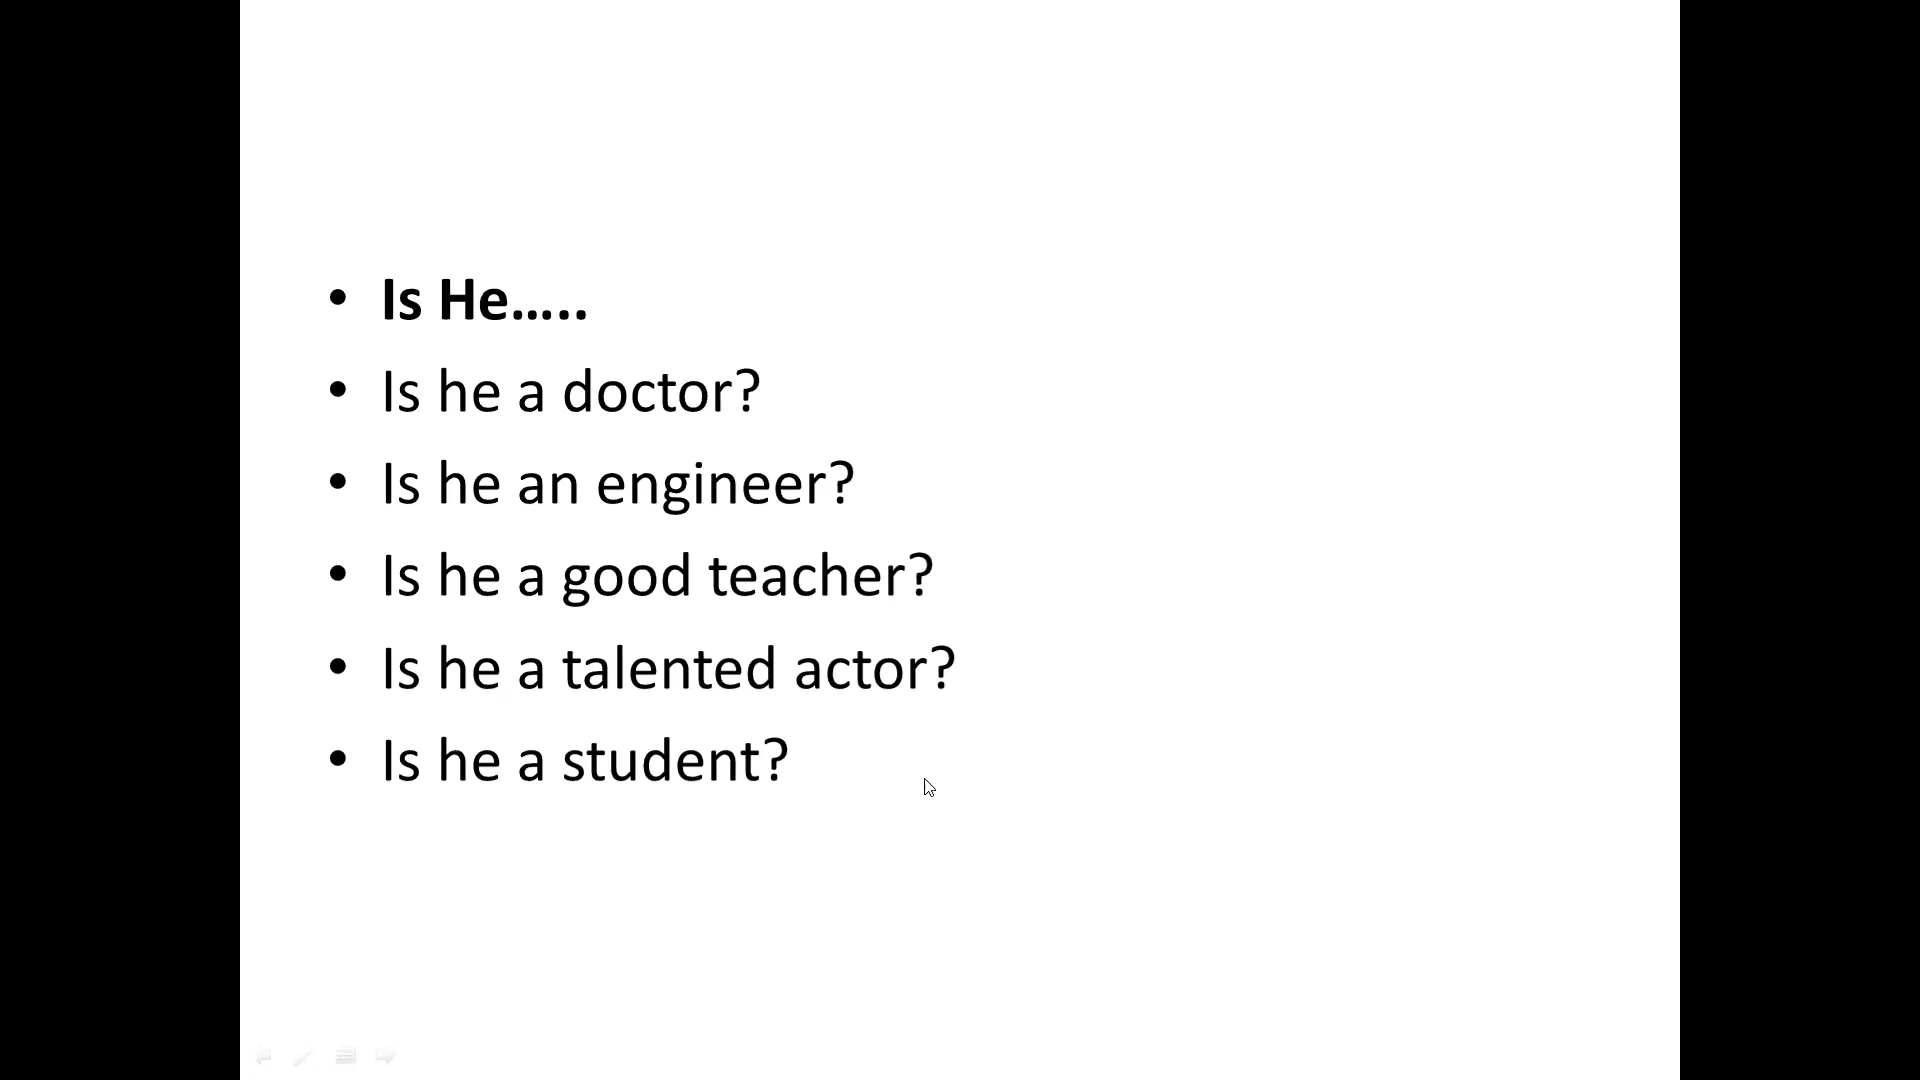 • Is He.....
• Is he a doctor?
• Is he an engineer?
• Is he a good teacher?
• Is he a talented actor?
• Is he a student?